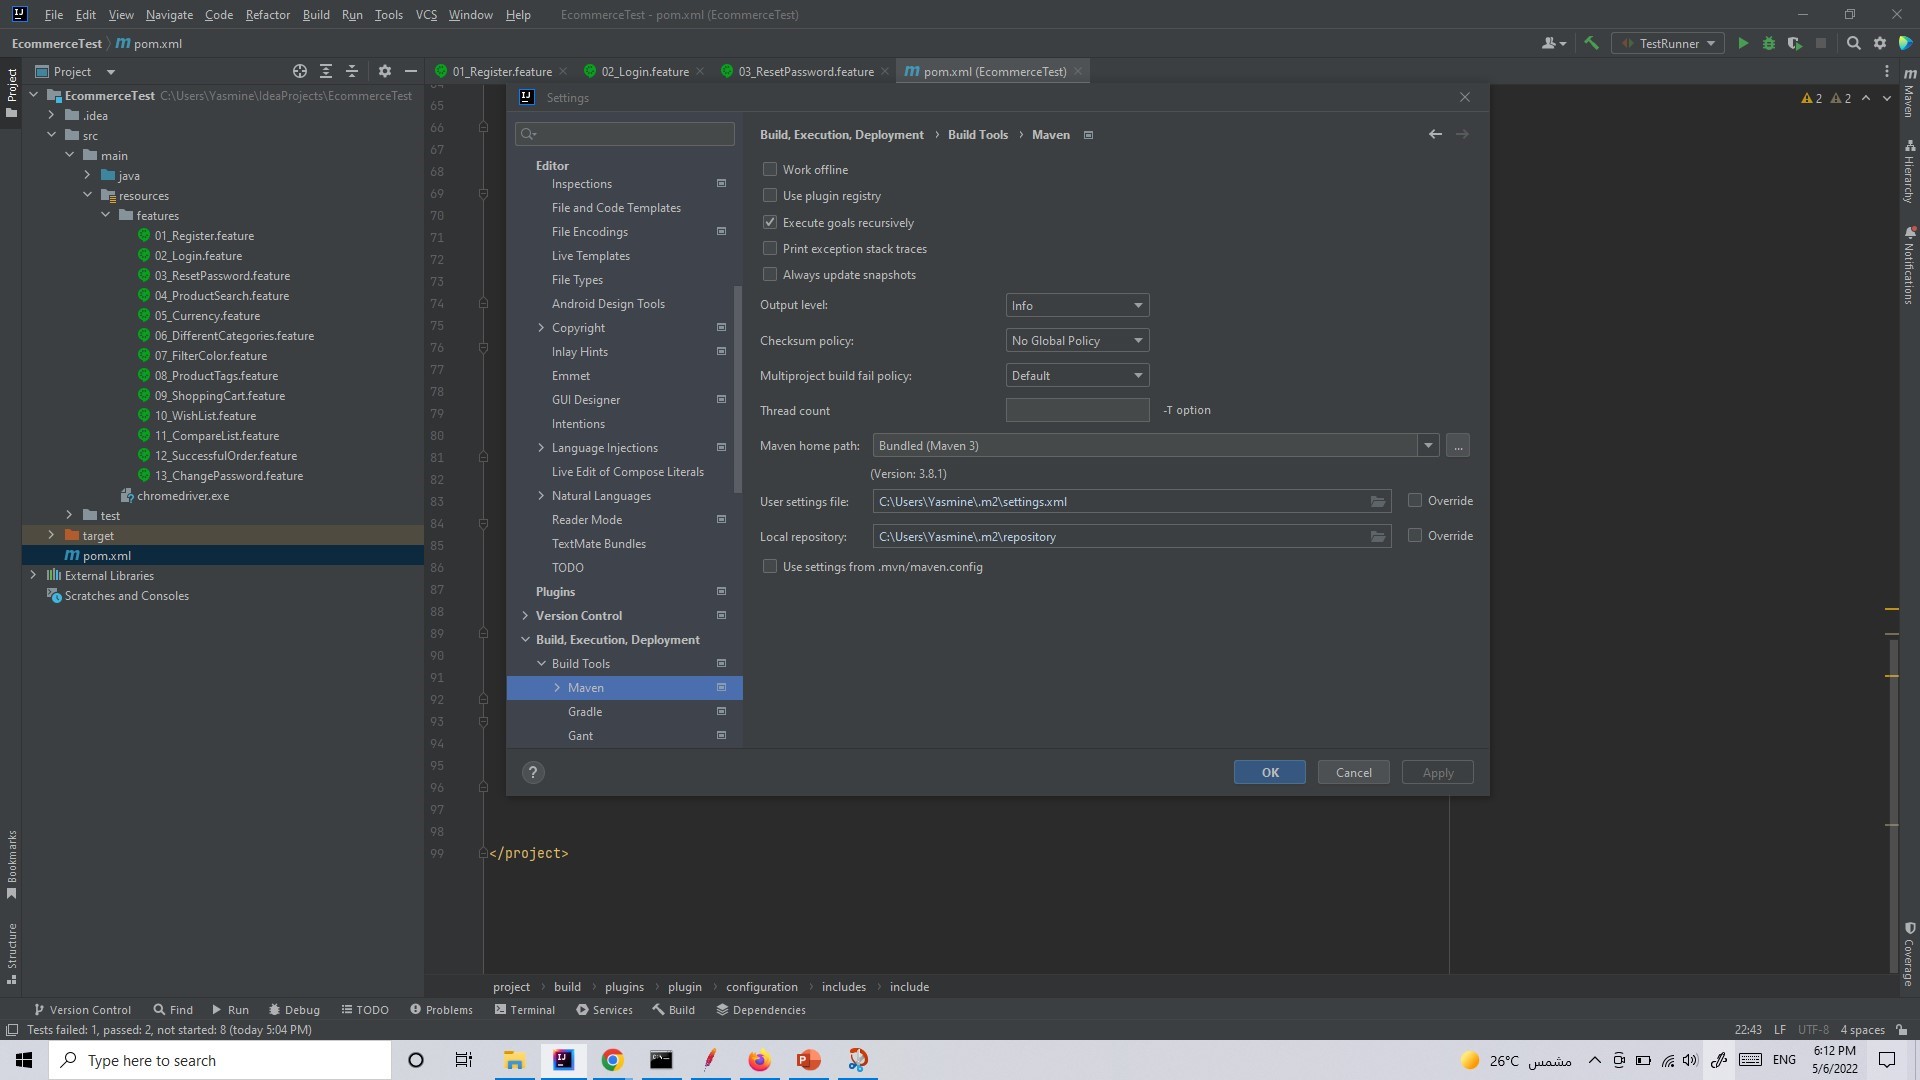 File Edit View Navigate Code Refactor Build Run Tools VCS Window Help EcommerceTest - pom.xml (EcommerceTest)
EcommerceTest pom.xml
TestRunner
Project
01_Register.feature 02_Login.feature 03_ResetPassword.feature pom.xml (EcommerceTest)
EcommerceTest C:\Users\Yasmine\IdeaProjects\EcommerceTest
.idea
src
main
java
resources
features
01_Register.feature
02_Login.feature
03_ResetPassword.feature
04_ProductSearch.feature
05_Currency.feature
06_DifferentCategories.feature
07_FilterColor.feature
08_ProductTags.feature
09_ShoppingCart.feature
10_WishList.feature
11_CompareList.feature
12_SuccessfulOrder.feature
13_ChangePassword.feature
chromedriver.exe
test
target
pom.xml
External Libraries
Scratches and Consoles
Project
Bookmarks
Structure
65
66
67
68
69
70
71
72
73
74
75
76
77
78
79
80
81
82
83
84
85
86
87
88
89
90
91
92
93
94
95
96
97
98
99
</project>
Settings
Editor
Inspections
File and Code Templates
File Encodings
Live Templates
File Types
Android Design Tools
Copyright
Inlay Hints
Emmet
GUI Designer
Intentions
Language Injections
Live Edit of Compose Literals
Natural Languages
Reader Mode
TextMate Bundles
TODO
Plugins
Version Control
Build, Execution, Deployment
Build Tools
Maven
Gradle
Gant
Build, Execution, Deployment › Build Tools › Maven
Work offline
Use plugin registry
Execute goals recursively
Print exception stack traces
Always update snapshots
Output level: Info
Checksum policy: No Global Policy
Multiproject build fail policy: Default
Thread count -T option
Maven home path: Bundled (Maven 3) ...
(Version: 3.8.1)
User settings file: C:\Users\Yasmine\.m2\settings.xml Override
Local repository: C:\Users\Yasmine\.m2\repository Override
Use settings from .mvn/maven.config
? OK Cancel Apply
2 2
Maven
Hierarchy
Notifications
Coverage
project › build › plugins › plugin › configuration › includes › include
Version Control Find Run Debug TODO Problems Terminal Services Build Dependencies
Tests failed: 1, passed: 2, not started: 8 (today 5:04 PM) 22:43 LF UTF-8 4 spaces
Type here to search
26°C مشمس
ENG
6:12 PM
5/6/2022